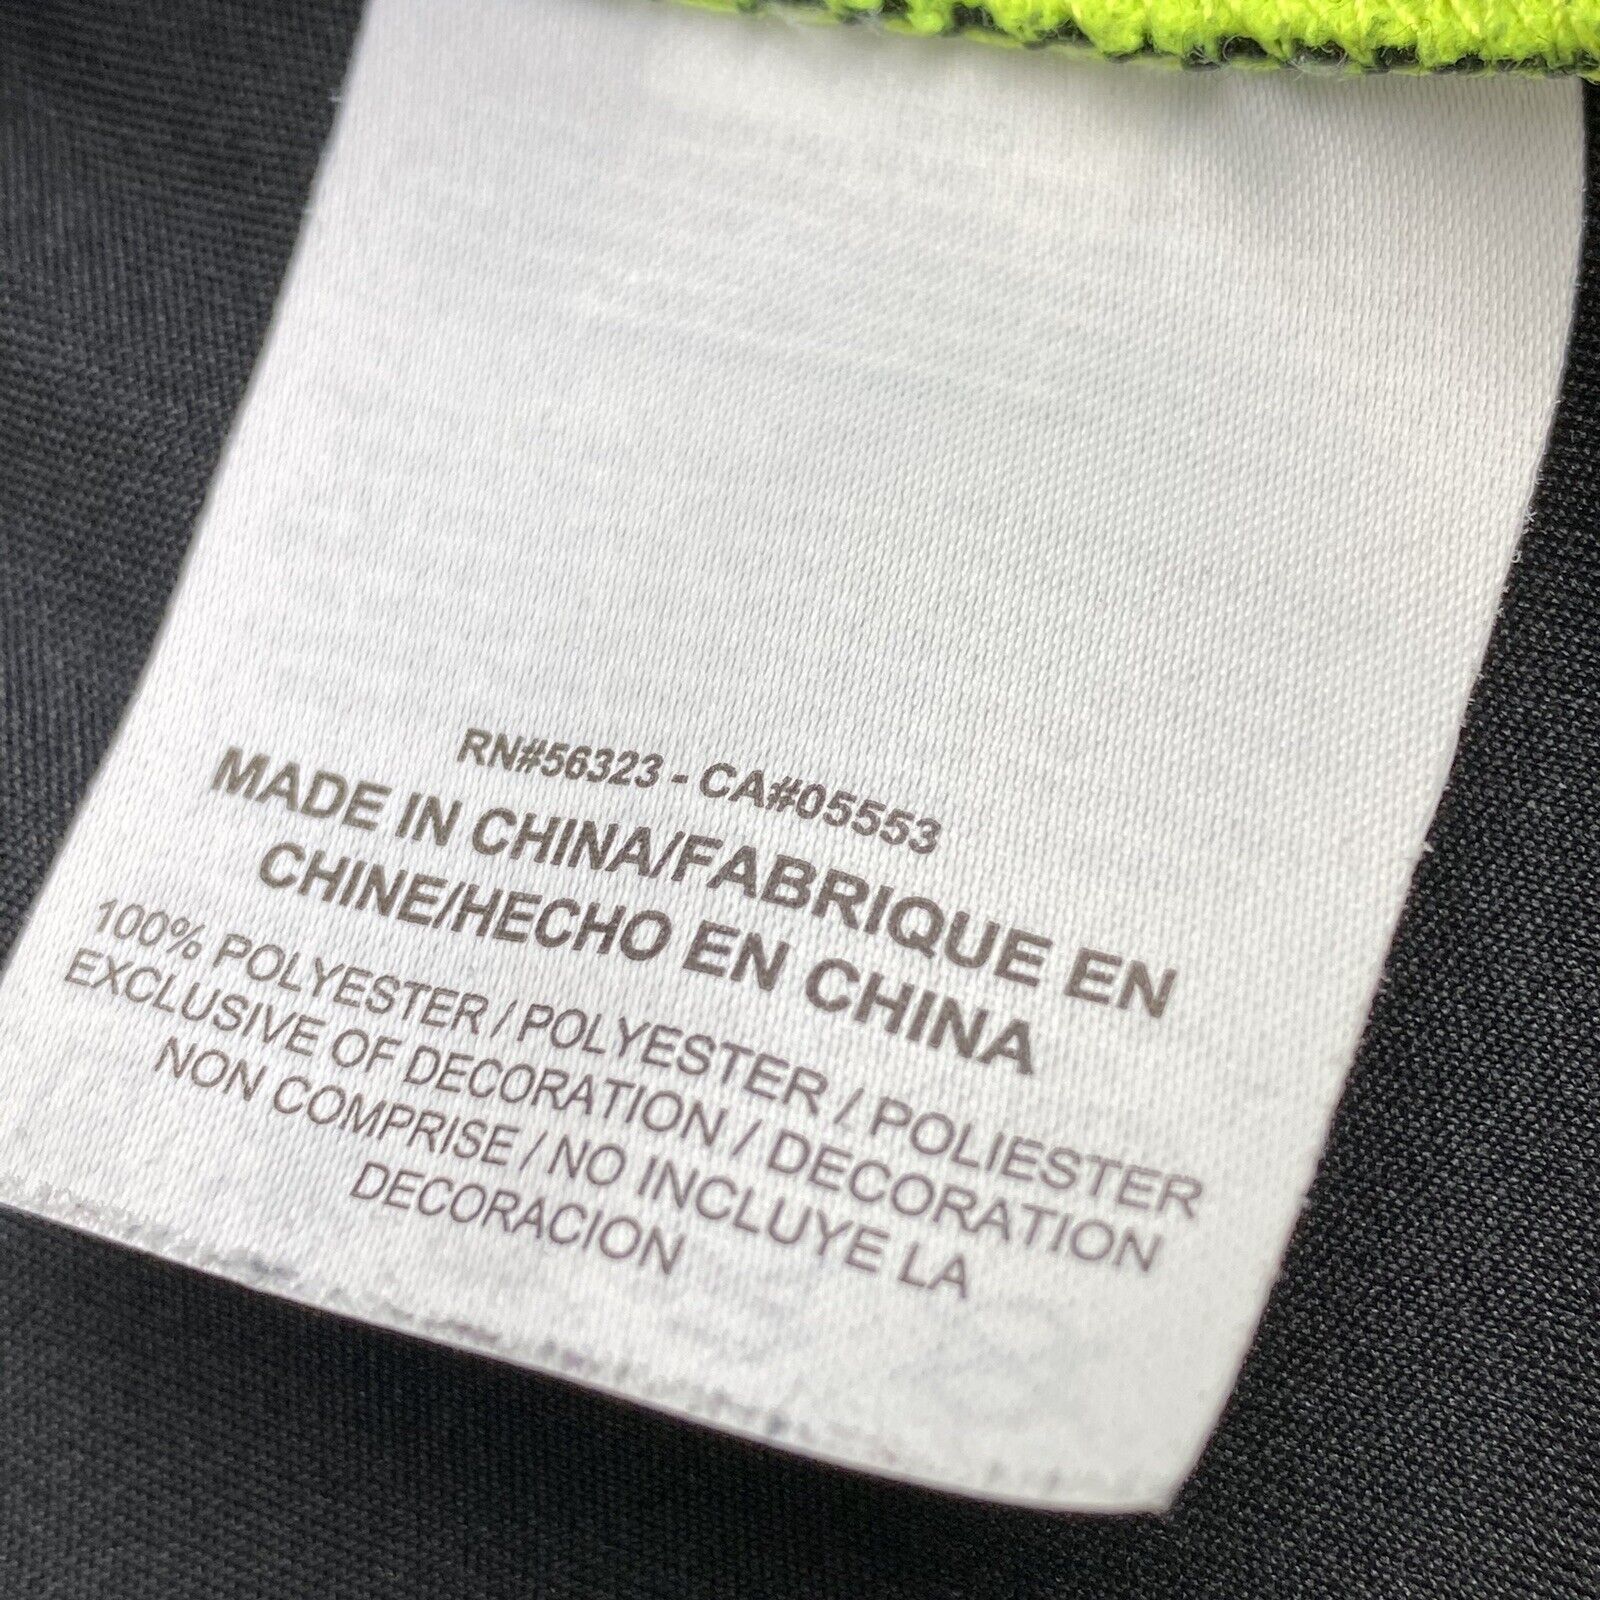 RN#56323 - CA#05553
MADE IN CHINA/FABRIQUE EN
CHINE/HECHO EN CHINA
100% POLYESTER / POLYESTER / POLIESTER
EXCLUSIVE OF DECORATION / DECORATION
NON COMPRISE / NO INCLUYE LA
DECORACION